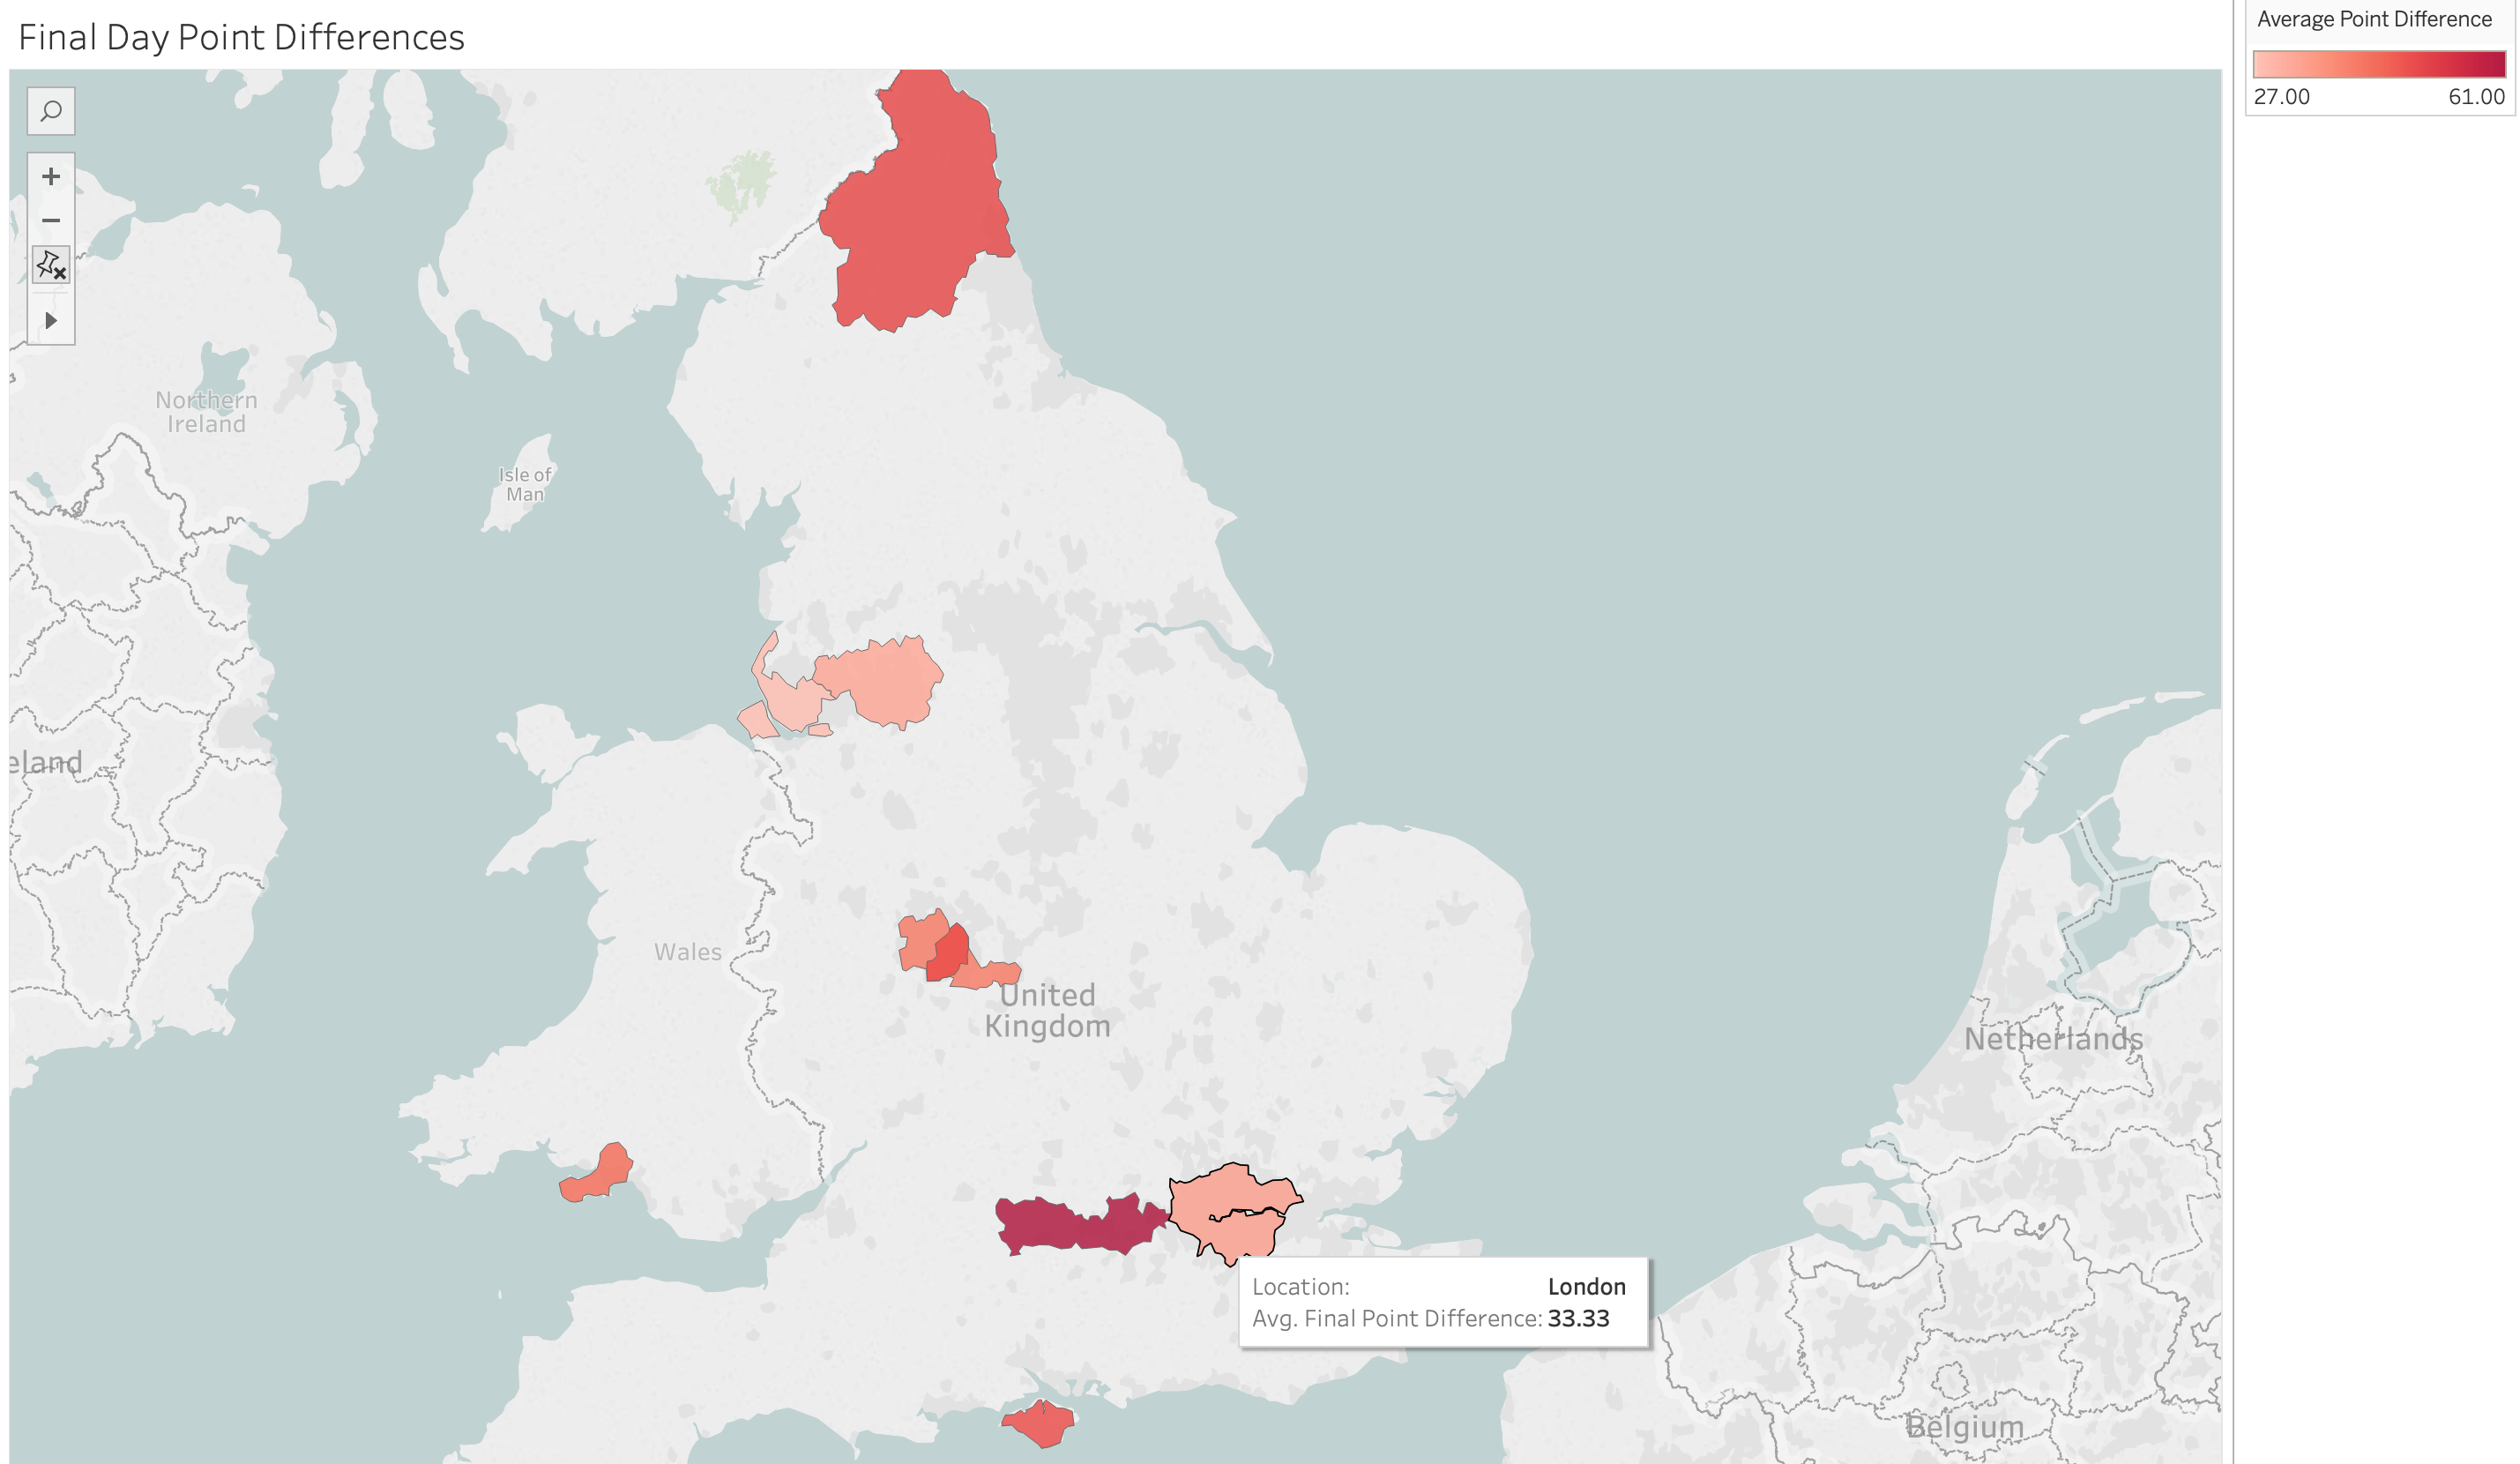 Final Day Point Differences
Average Point Difference
27.00 61.00
Northern
Ireland
Isle of
Man
eland
Wales
United
Kingdom
Netherlands
Location: London
Avg. Final Point Difference: 33.33
Belgium